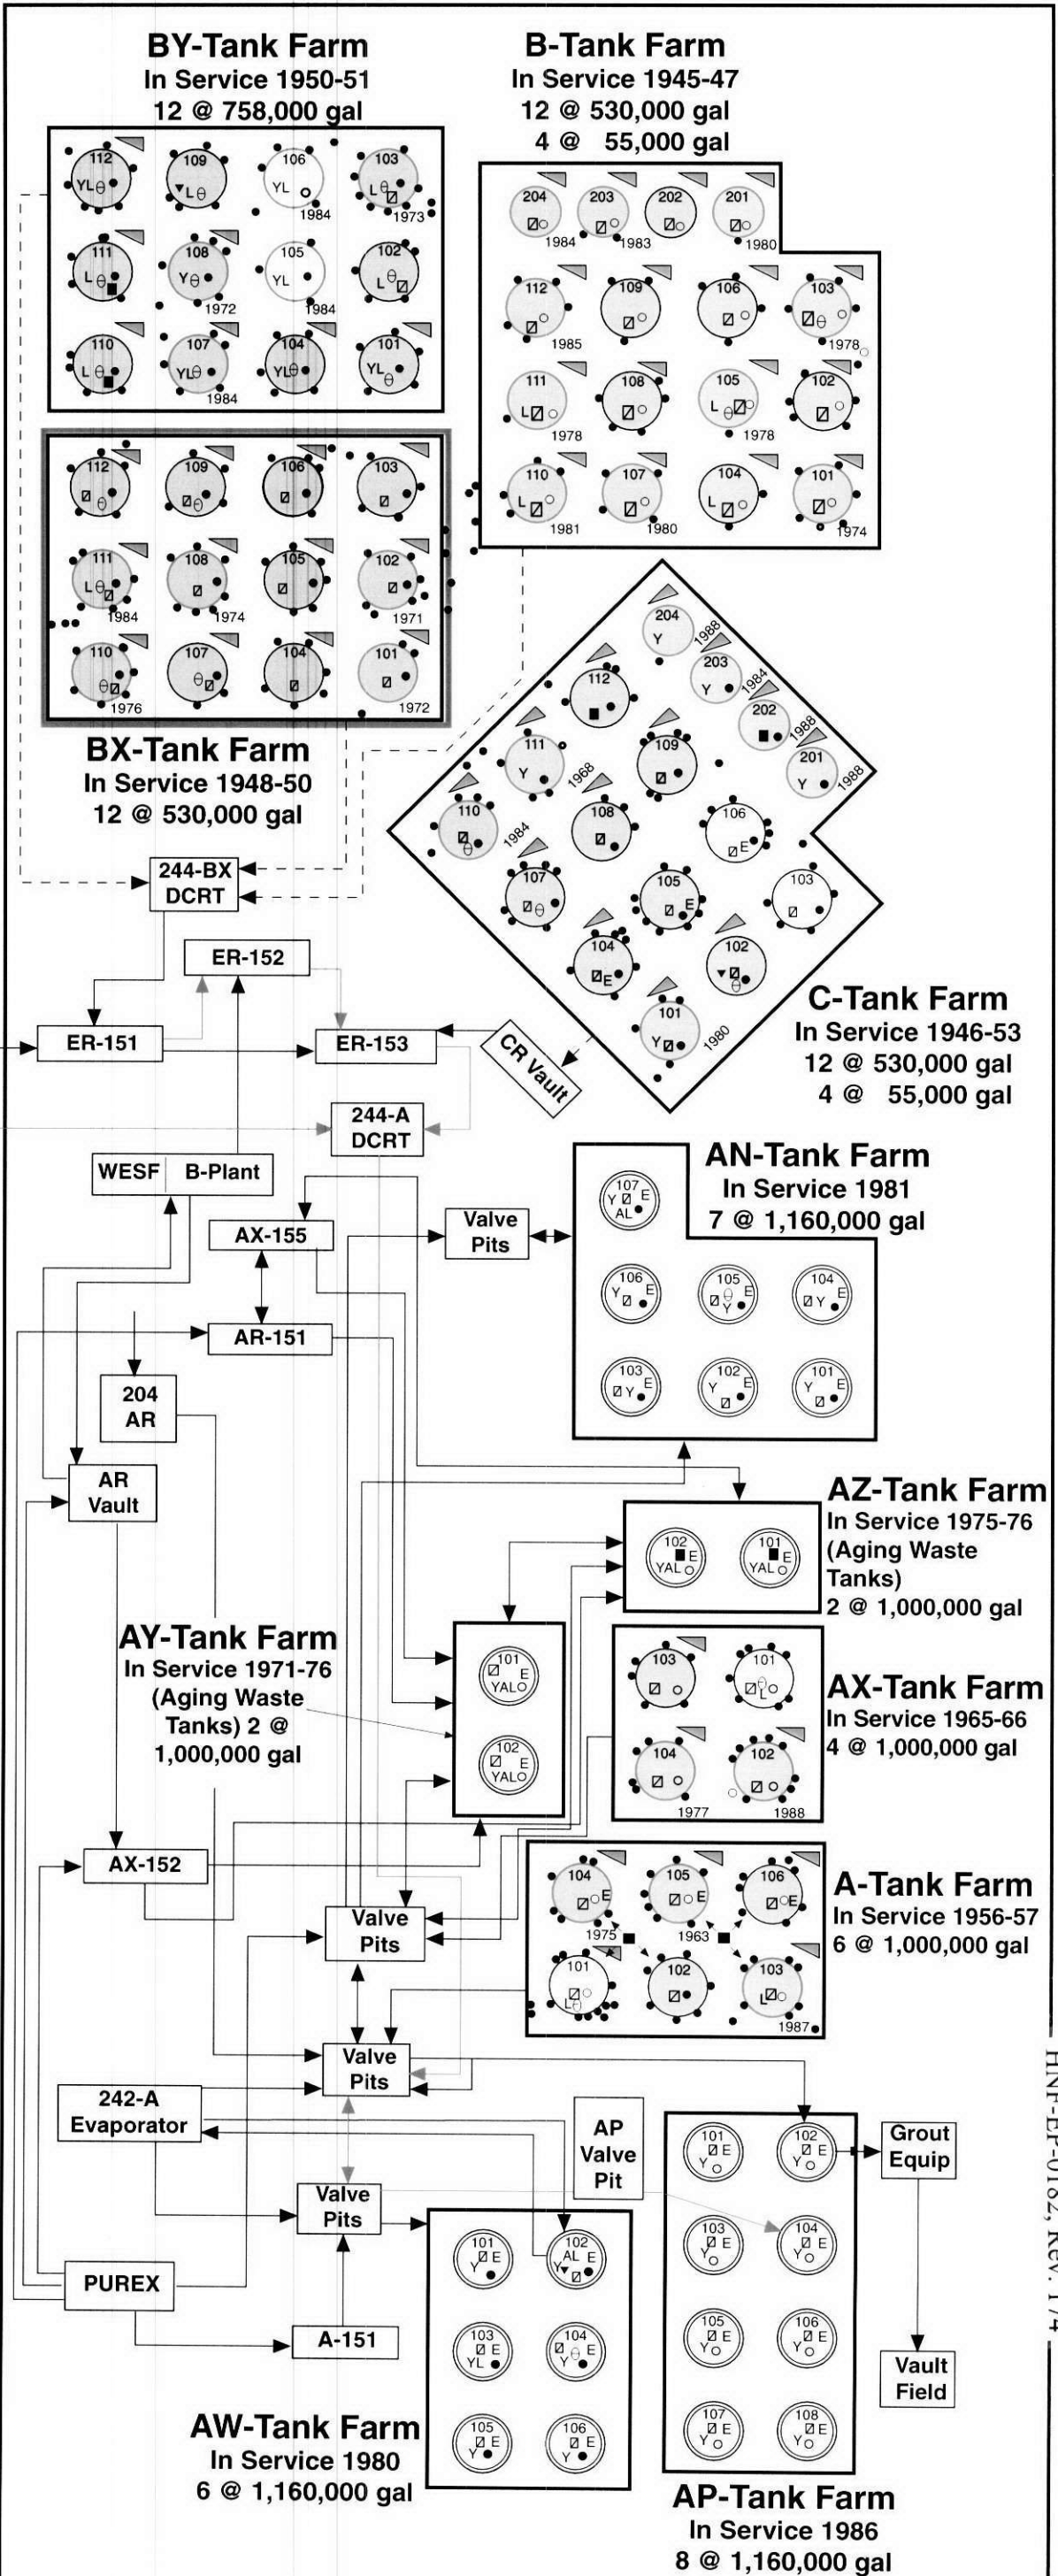 BY-Tank Farm
In Service 1950-51
12 @ 758,000 gal
112
YL
109
L
106
YL
1984
103
L
1973
111
L
108
Y
1972
105
YL
1984
102
L
110
L
107
YL
1984
104
YL
101
YL
B-Tank Farm
In Service 1945-47
12 @ 530,000 gal
4 @ 55,000 gal
204
1984
203
1983
202
201
1980
112
1985
109
106
103
1978
111
L
1978
108
105
L
1978
102
110
L
1981
107
1980
104
L
101
1974
112
109
106
103
111
L
1984
108
1974
105
102
1971
110
1976
107
104
101
1972
BX-Tank Farm
In Service 1948-50
12 @ 530,000 gal
204
Y
1988
203
Y
1984
202
1988
201
Y
1988
112
109
106
E
103
111
Y
1968
108
105
E
102
110
1984
107
104
E
101
Y
1980
C-Tank Farm
In Service 1946-53
12 @ 530,000 gal
4 @ 55,000 gal
244-BX
DCRT
ER-152
ER-151
ER-153
CR Vault
244-A
DCRT
WESF
B-Plant
AX-155
Valve
Pits
AN-Tank Farm
In Service 1981
7 @ 1,160,000 gal
107
Y E
AL
106
Y E
105
E
Y
104
E
Y
103
Y E
102
Y E
101
Y E
AR-151
204
AR
AR
Vault
AZ-Tank Farm
In Service 1975-76
(Aging Waste
Tanks)
2 @ 1,000,000 gal
102
E
YAL
101
E
YAL
AY-Tank Farm
In Service 1971-76
(Aging Waste
Tanks) 2 @
1,000,000 gal
101
E
YAL
102
E
YAL
AX-Tank Farm
In Service 1965-66
4 @ 1,000,000 gal
103
101
L
104
1977
102
1988
AX-152
A-Tank Farm
In Service 1956-57
6 @ 1,000,000 gal
104
E
1975
105
E
1963
106
E
101
L
102
103
L
1987
Valve
Pits
Valve
Pits
242-A
Evaporator
AP
Valve
Pit
Valve
Pits
Grout
Equip
Vault
Field
PUREX
A-151
101
E
Y
102
AL E
Y
103
E
YL
104
E
Y
105
E
Y
106
E
Y
AW-Tank Farm
In Service 1980
6 @ 1,160,000 gal
101
E
Y
102
E
Y
103
E
Y
104
E
Y
105
E
Y
106
E
Y
107
E
Y
108
E
Y
AP-Tank Farm
In Service 1986
8 @ 1,160,000 gal
HNF-EP-0182, Rev. 174